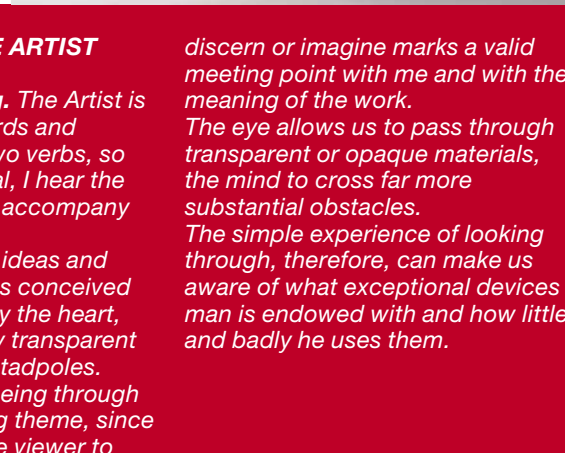 E ARTIST
g. The Artist is
rds and
wo verbs, so
al, I hear the
accompany
ideas and
s conceived
y the heart,
y transparent
tadpoles.
eing through
g theme, since
e viewer to
discern or imagine marks a valid
meeting point with me and with the
meaning of the work.
The eye allows us to pass through
transparent or opaque materials,
the mind to cross far more
substantial obstacles.
The simple experience of looking
through, therefore, can make us
aware of what exceptional devices
man is endowed with and how little
and badly he uses them.